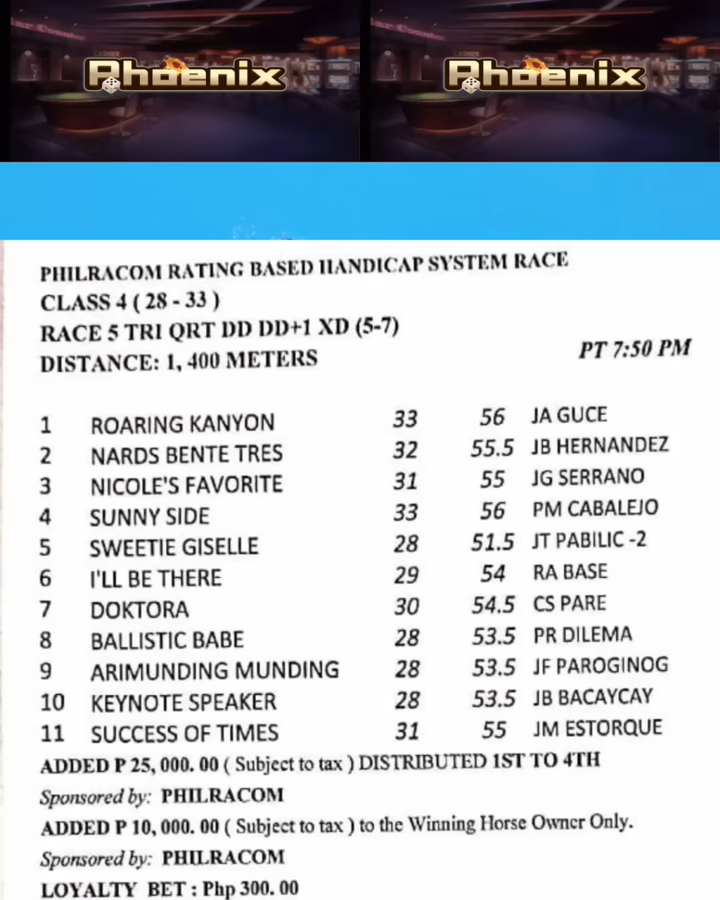 Phoenix Phoenix
PHILRACOM RATING BASED HANDICAP SYSTEM RACE
CLASS 4 ( 28 - 33 )
RACE 5 TRI QRT DD DD+1 XD (5-7)
DISTANCE: 1, 400 METERS PT 7:50 PM
1 ROARING KANYON 33 56 JA GUCE
2 NARDS BENTE TRES 32 55.5 JB HERNANDEZ
3 NICOLE'S FAVORITE 31 55 JG SERRANO
4 SUNNY SIDE 33 56 PM CABALEJO
5 SWEETIE GISELLE 28 51.5 JT PABILIC -2
6 I'LL BE THERE 29 54 RA BASE
7 DOKTORA 30 54.5 CS PARE
8 BALLISTIC BABE 28 53.5 PR DILEMA
9 ARIMUNDING MUNDING 28 53.5 JF PAROGINOG
10 KEYNOTE SPEAKER 28 53.5 JB BACAYCAY
11 SUCCESS OF TIMES 31 55 JM ESTORQUE
ADDED P 25, 000. 00 ( Subject to tax ) DISTRIBUTED 1ST TO 4TH
Sponsored by: PHILRACOM
ADDED P 10, 000. 00 ( Subject to tax ) to the Winning Horse Owner Only.
Sponsored by: PHILRACOM
LOYALTY BET : Php 300. 00